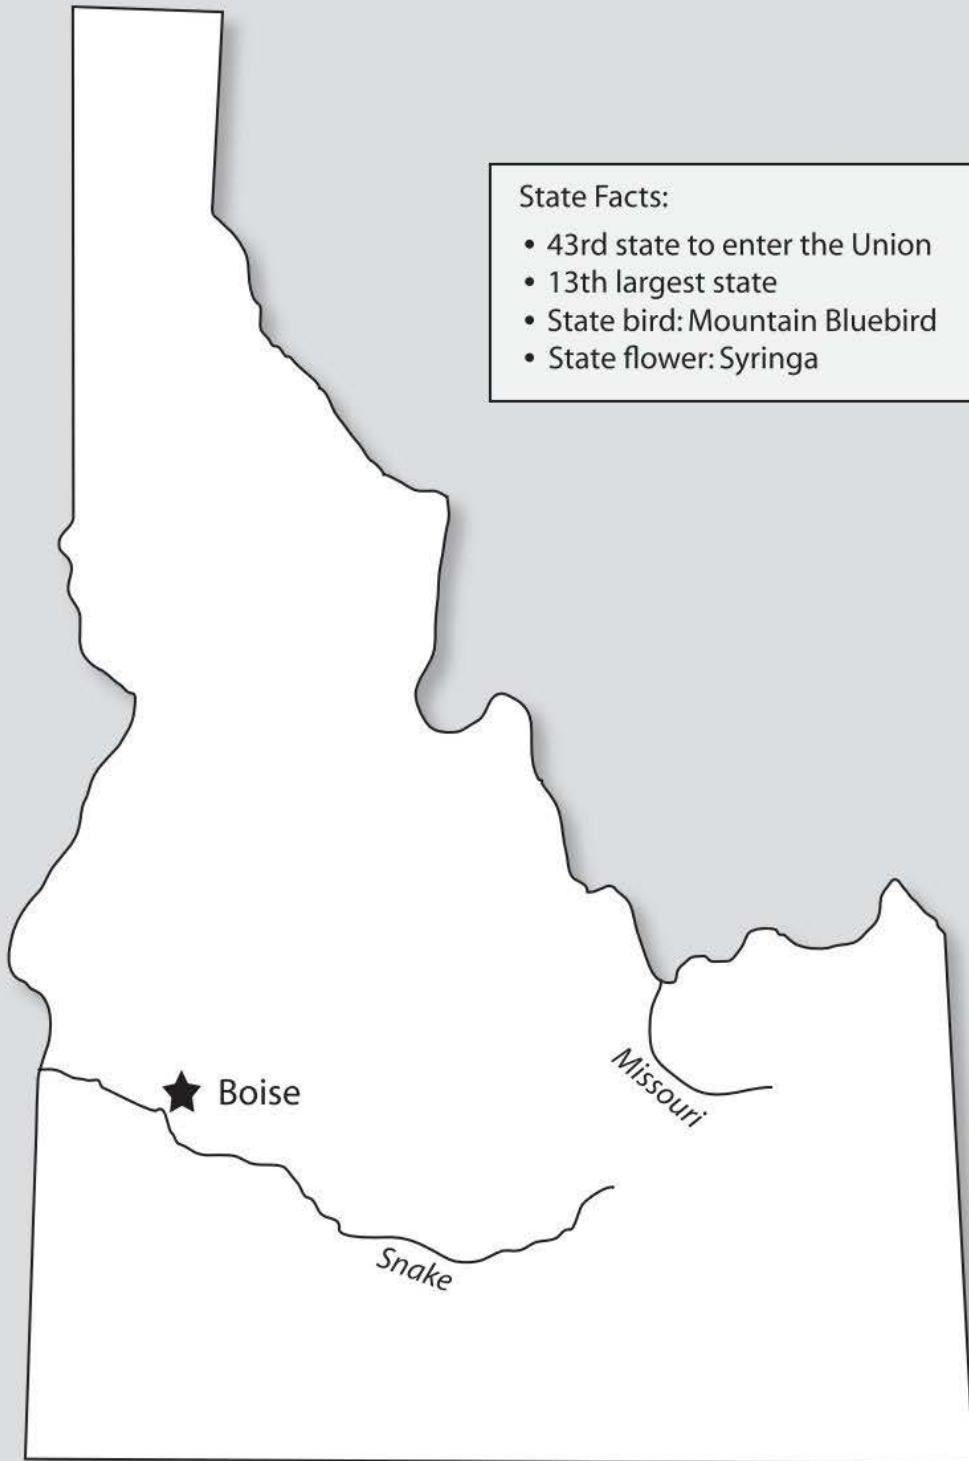 State Facts:
• 43rd state to enter the Union
• 13th largest state
• State bird: Mountain Bluebird
• State flower: Syringa
Missouri
Boise
Snake